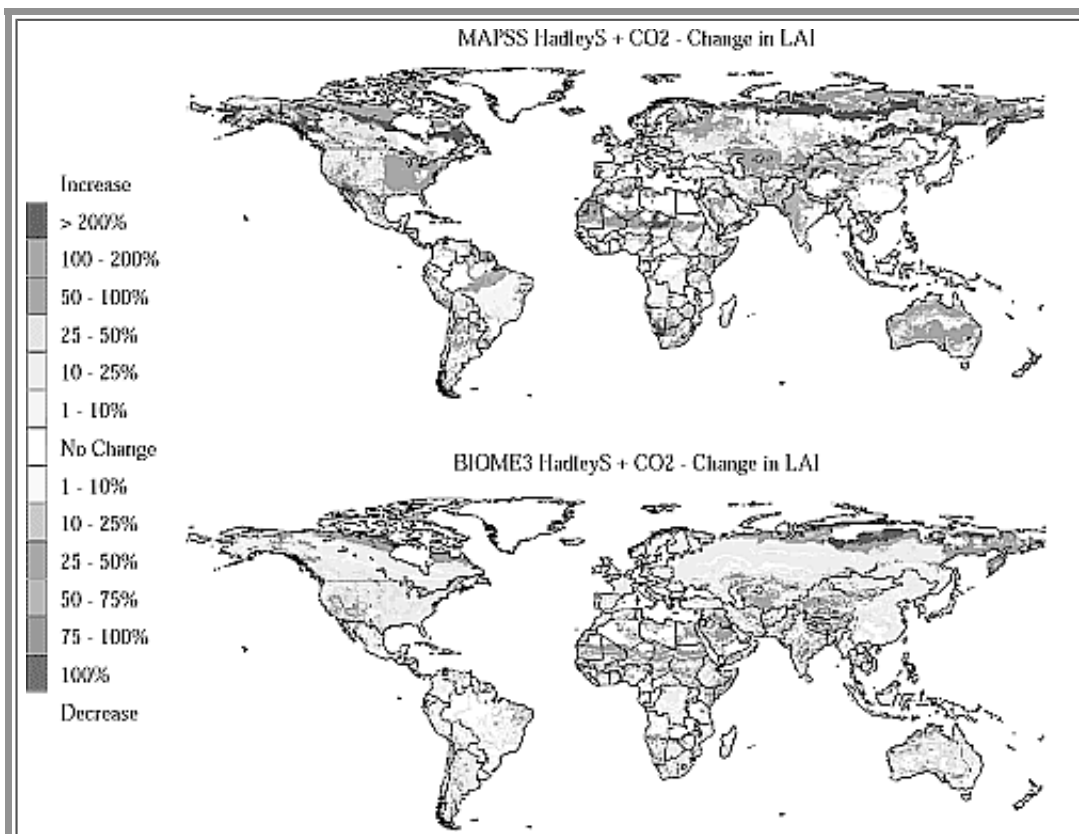 MAPSS HadleyS + CO2 - Change in LAI
Increase
> 200%
100 - 200%
50 - 100%
25 - 50%
10 - 25%
1 - 10%
No Change
1 - 10%
10 - 25%
25 - 50%
50 - 75%
75 - 100%
100%
Decrease
BIOME3 HadleyS + CO2 - Change in LAI